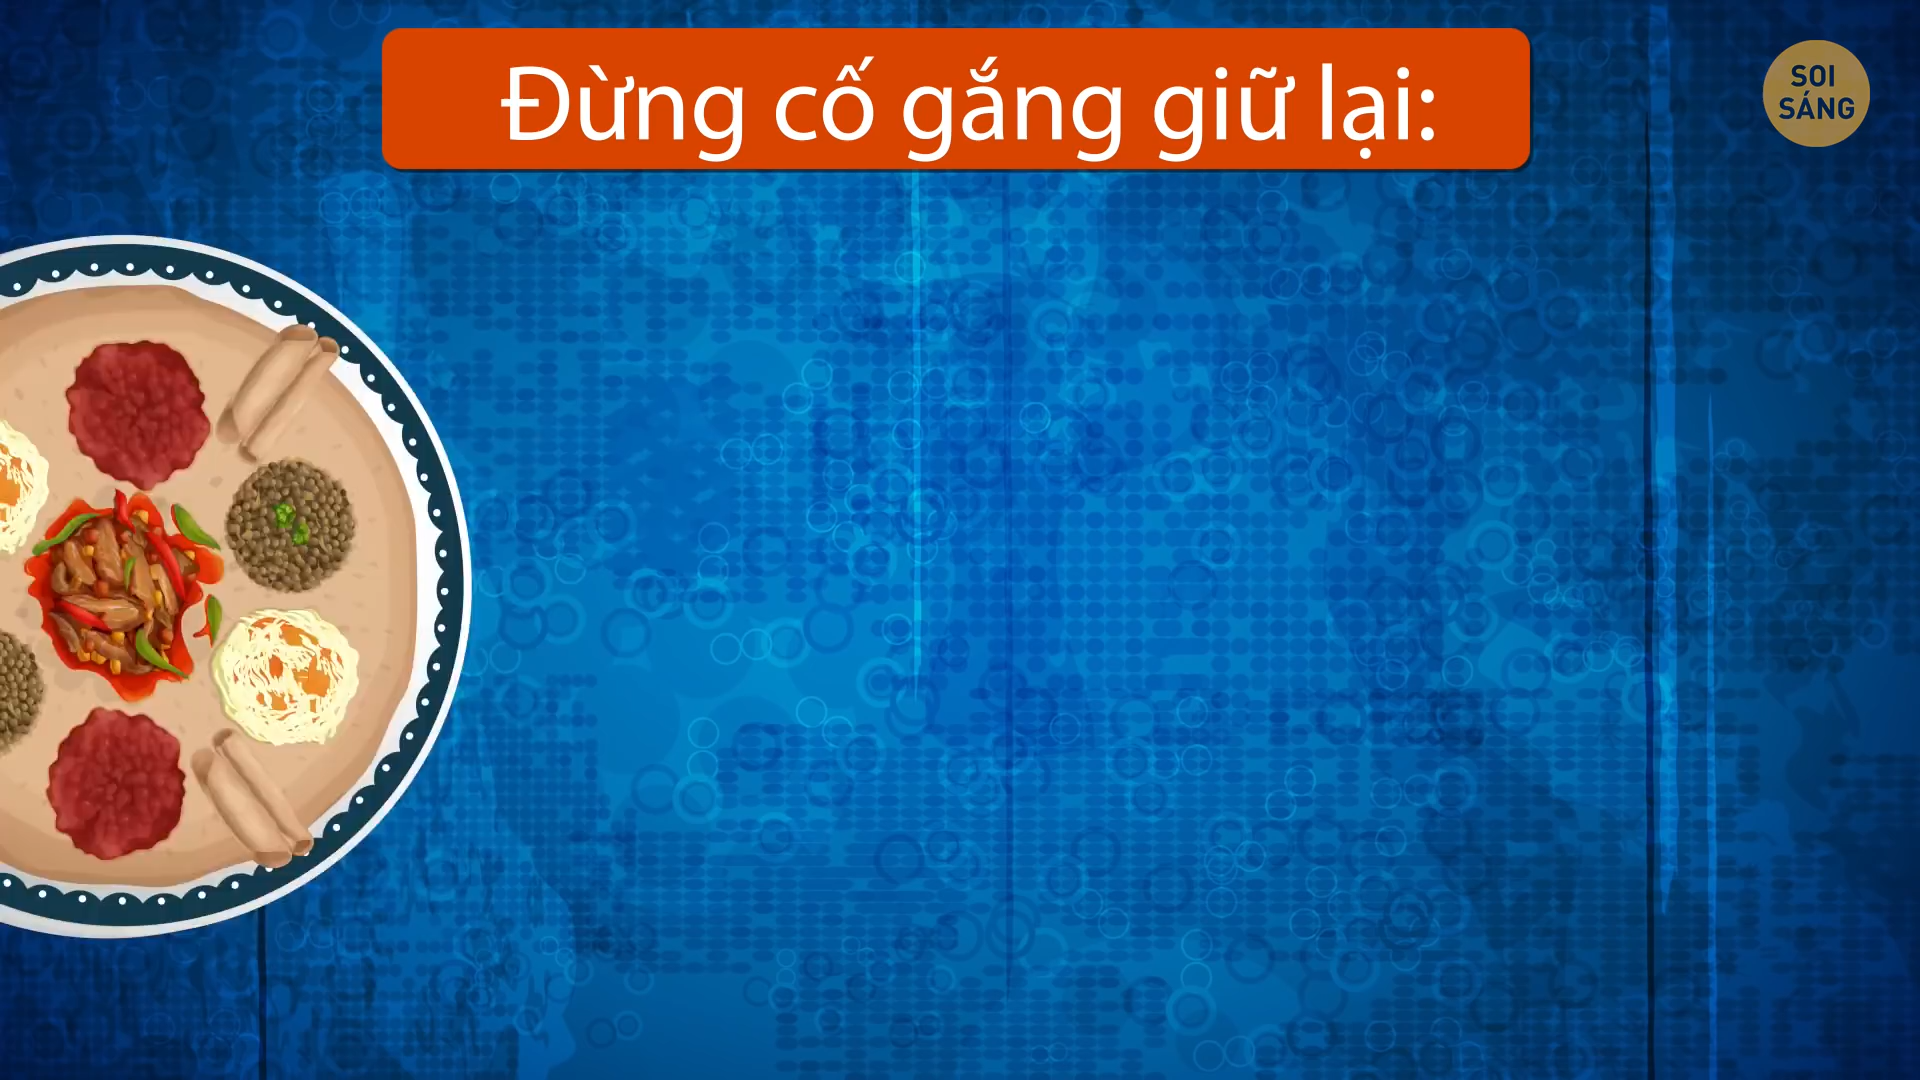 Đừng cố gắng giữ lại:
SOI
SÁNG